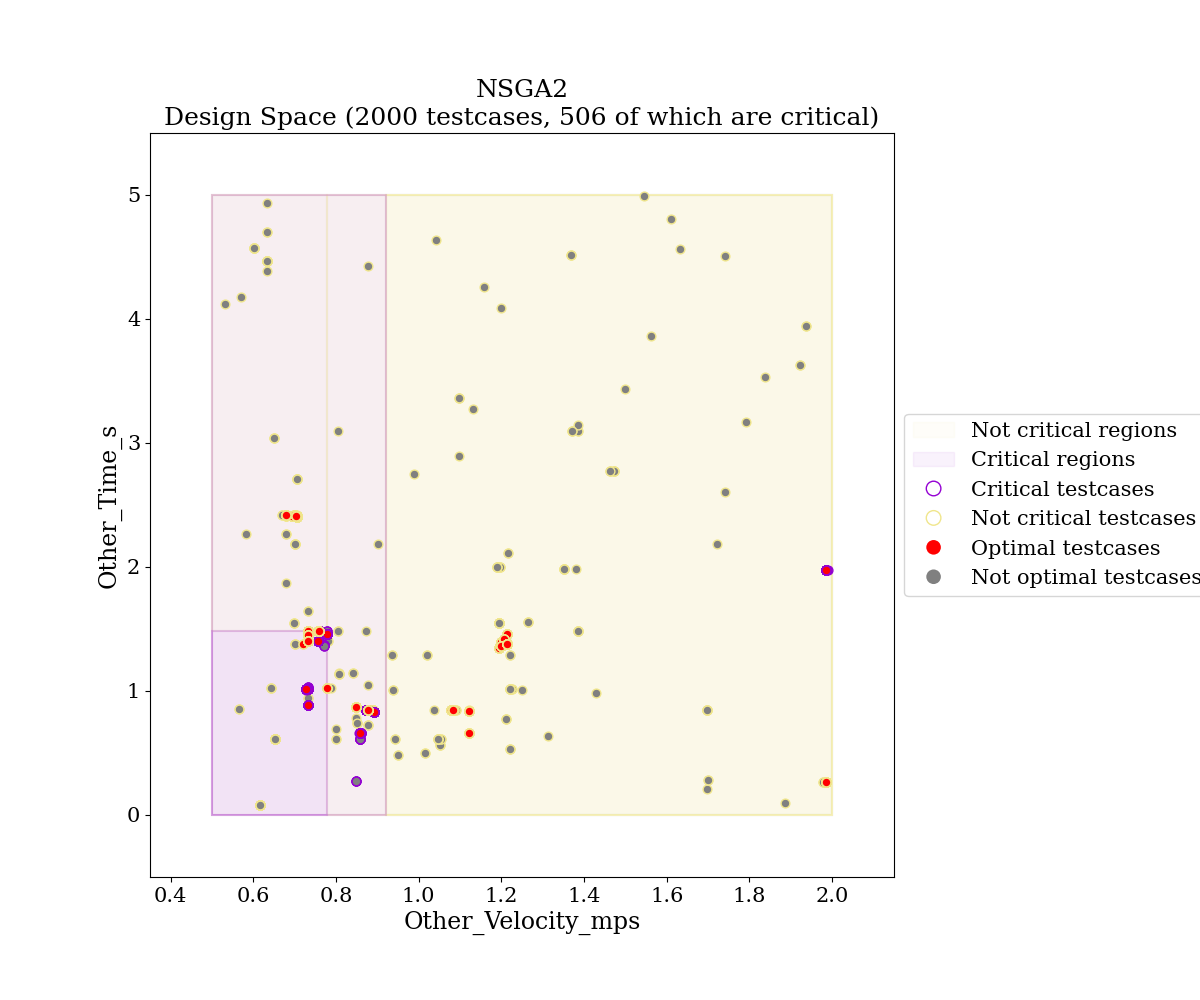 NSGA2
Design Space (2000 testcases, 506 of which are critical)
5
4
3
2
1
0
Other_Time_s
0.4 0.6 0.8 1.0 1.2 1.4 1.6 1.8 2.0
Other_Velocity_mps
Not critical regions
Critical regions
Critical testcases
Not critical testcases
Optimal testcases
Not optimal testcases